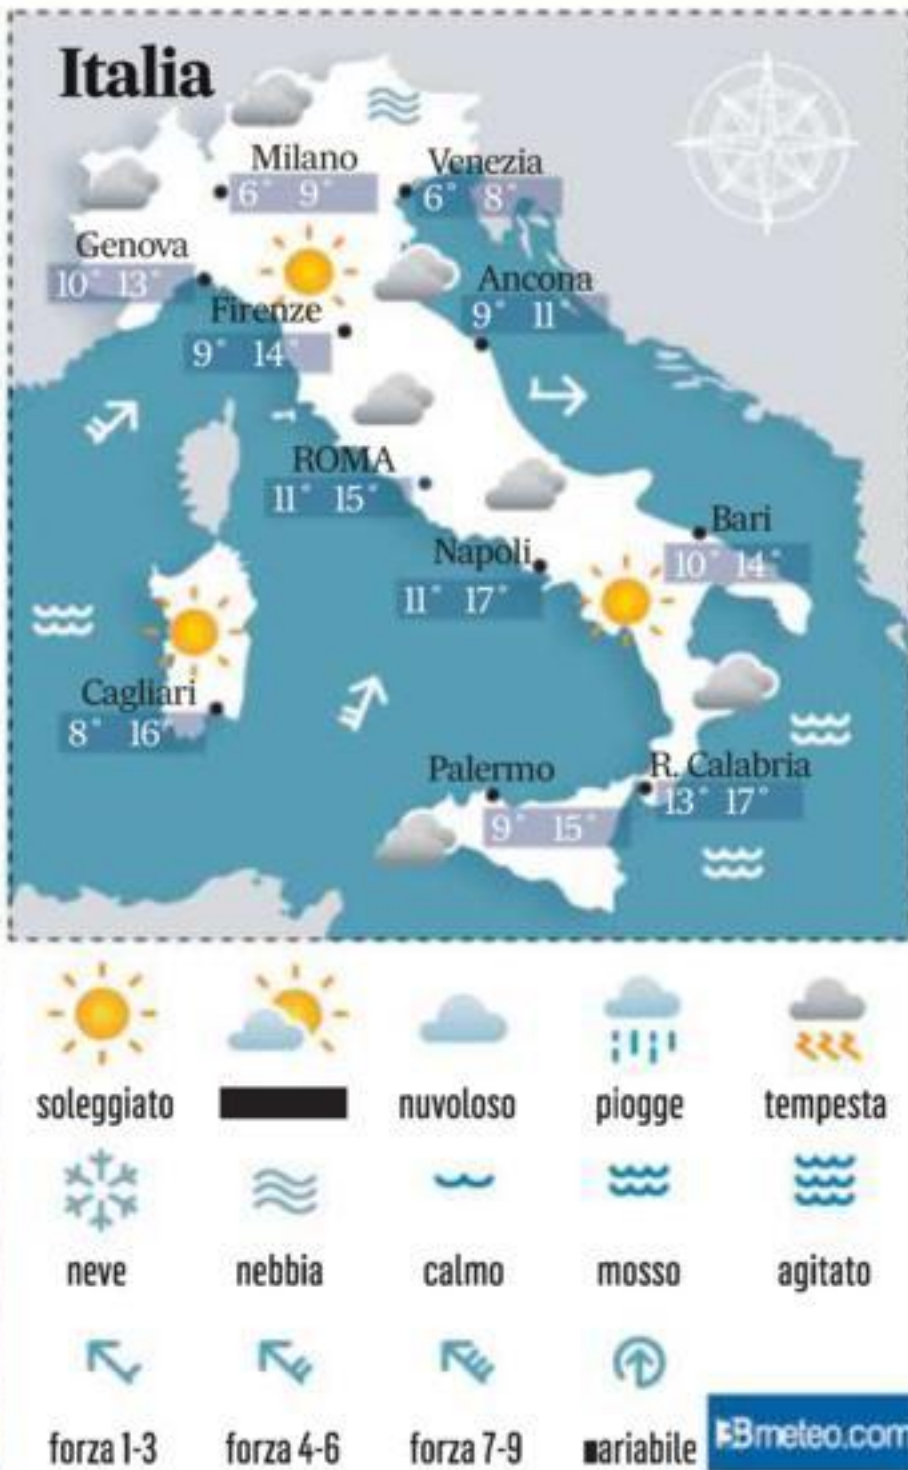 Italia
Milano
6° 9°
Venezia
6° 8°
Genova
10° 13°
Ancona
9° 11°
Firenze
9° 14°
ROMA
11° 15°
Bari
10° 14°
Napoli
11° 17°
Cagliari
8° 16°
Palermo
9° 15°
R. Calabria
13° 17°
soleggiato
nuvoloso
piogge
tempesta
neve
nebbia
calmo
mosso
agitato
forza 1-3
forza 4-6
forza 7-9
ariabile
Bmeteo.com